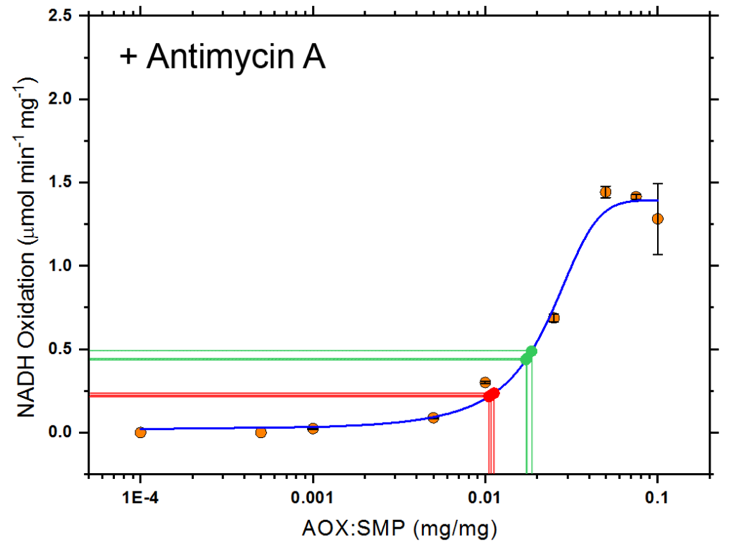 + Antimycin A
2.5
2.0
1.5
1.0
0.5
0.0
NADH Oxidation (μmol min⁻¹ mg⁻¹)
1E-4 0.001 0.01 0.1
AOX:SMP (mg/mg)